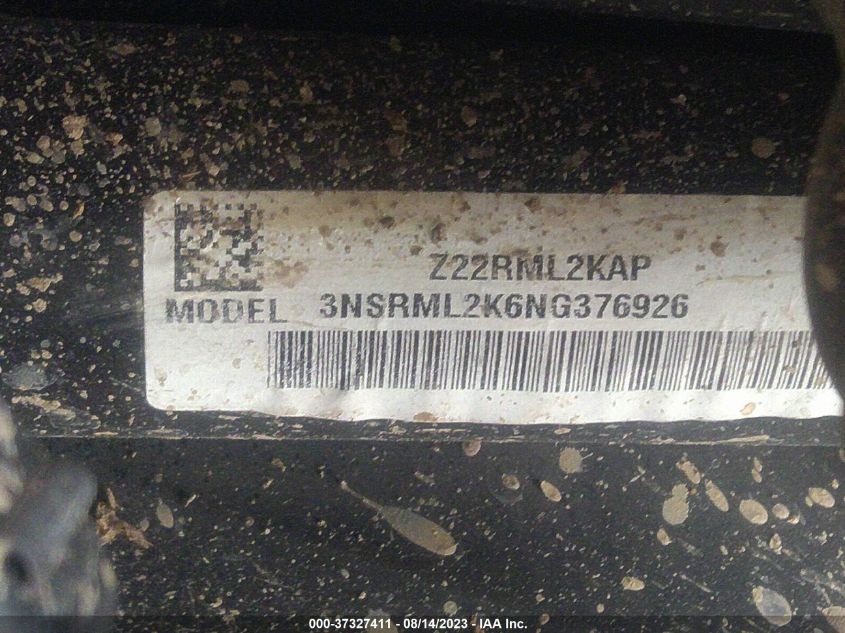 Z22RML2KAP
MODEL 3NSRML2K6NG376926
000-37327411 - 08/14/2023 - IAA Inc.